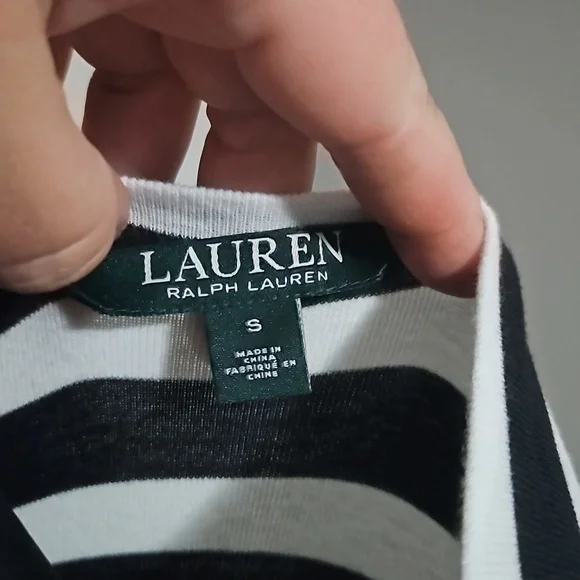 LAUREN
RALPH LAUREN
S
MADE IN
CHINA
FABRIQUÉ EN
CHINE